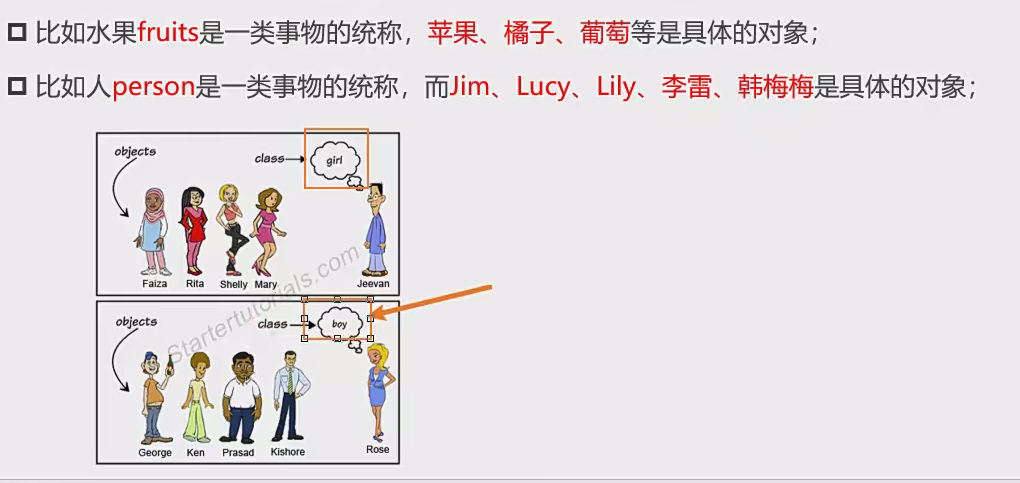 比如水果fruits是一类事物的统称，苹果、橘子、葡萄等是具体的对象；
比如人person是一类事物的统称，而Jim、Lucy、Lily、李雷、韩梅梅是具体的对象；
objects
class
girl
Faiza
Rita
Shelly
Mary
Jeevan
Startertutorials.com
objects
class
boy
George
Ken
Prasad
Kishore
Rose